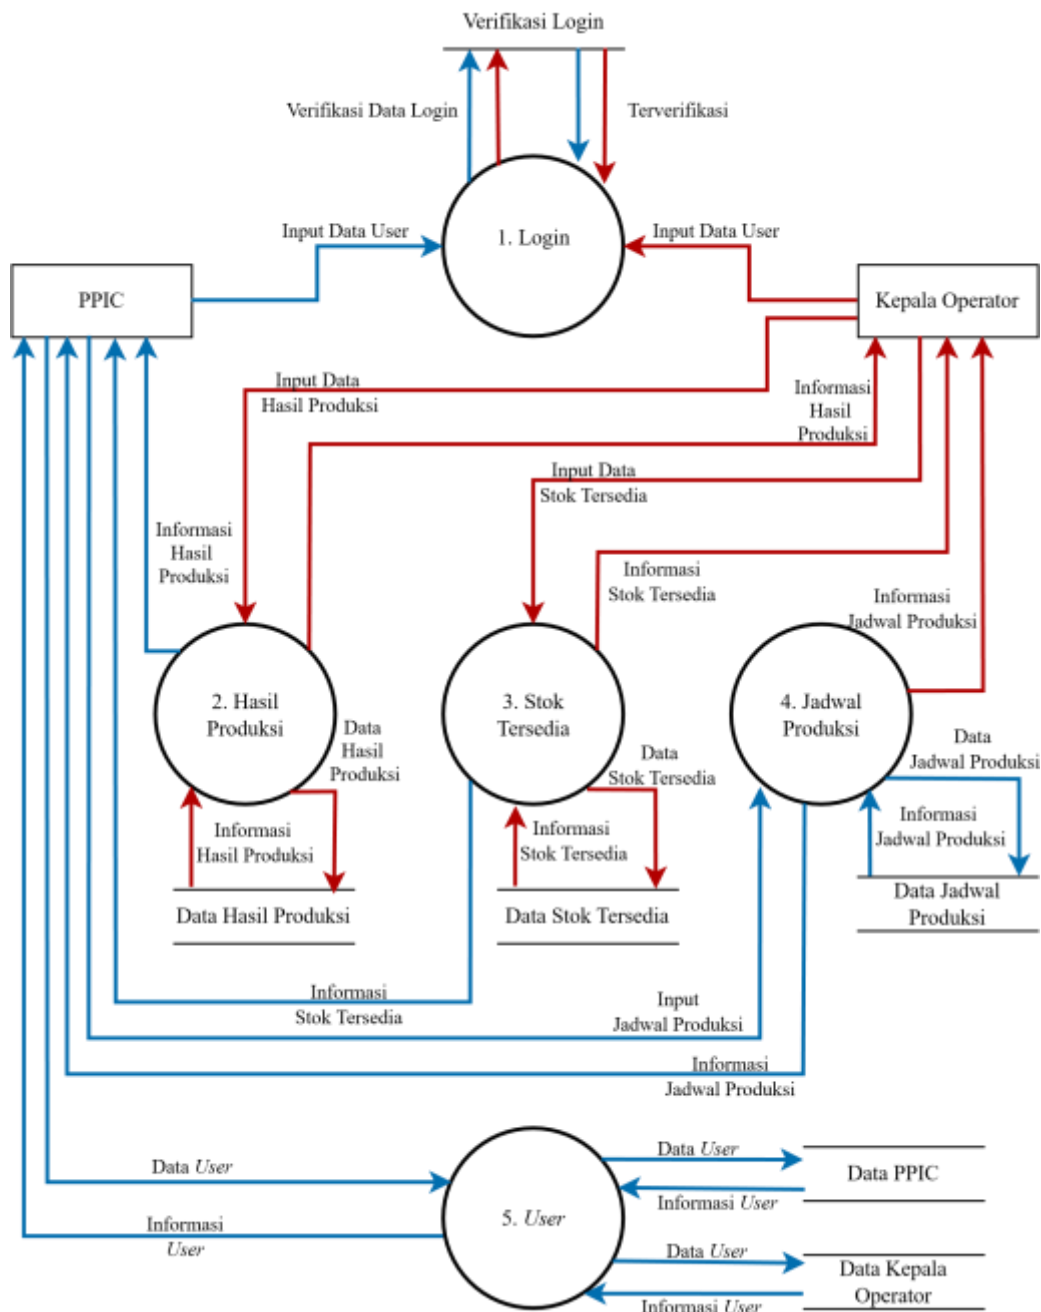 Verifikasi Login
Verifikasi Data Login
Terverifikasi
Input Data User
1. Login
Input Data User
PPIC
Kepala Operator
Input Data
Hasil Produksi
Informasi
Hasil
Produksi
Input Data
Stok Tersedia
Informasi
Hasil
Produksi
Informasi
Stok Tersedia
Informasi
Jadwal Produksi
2. Hasil
Produksi
3. Stok
Tersedia
4. Jadwal
Produksi
Data
Hasil
Produksi
Data
Stok Tersedia
Data
Jadwal Produksi
Informasi
Hasil Produksi
Informasi
Stok Tersedia
Informasi
Jadwal Produksi
Data Hasil Produksi
Data Stok Tersedia
Data Jadwal
Produksi
Informasi
Stok Tersedia
Input
Jadwal Produksi
Informasi
Jadwal Produksi
Data User
Informasi
User
5. User
Data User
Data PPIC
Informasi User
Data User
Data Kepala
Operator
Informasi User